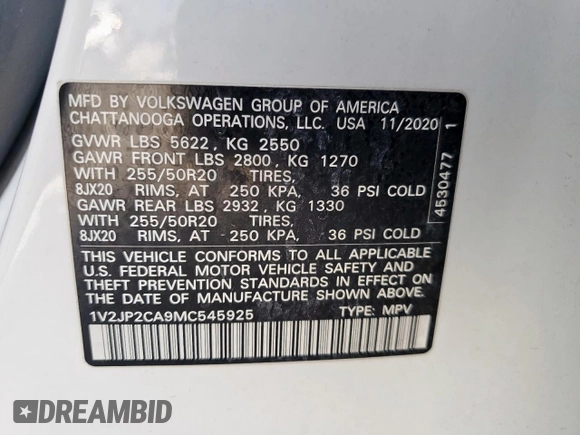 MFD BY VOLKSWAGEN GROUP OF AMERICA
CHATTANOOGA OPERATIONS, LLC. USA 11/2020
GVWR LBS 5622, KG 2550
GAWR FRONT LBS 2800, KG 1270
WITH 255/50R20 TIRES,
8JX20 RIMS, AT 250 KPA, 36 PSI COLD
GAWR REAR LBS 2932, KG 1330
WITH 255/50R20 TIRES,
8JX20 RIMS, AT 250 KPA, 36 PSI COLD
THIS VEHICLE CONFORMS TO ALL APPLICABLE
U.S. FEDERAL MOTOR VEHICLE SAFETY AND
THEFT PREVENTION STANDARDS IN EFFECT ON
THE DATE OF MANUFACTURE SHOWN ABOVE.
1V2JP2CA9MC545925 TYPE: MPV
4530477 1
DREAMBID